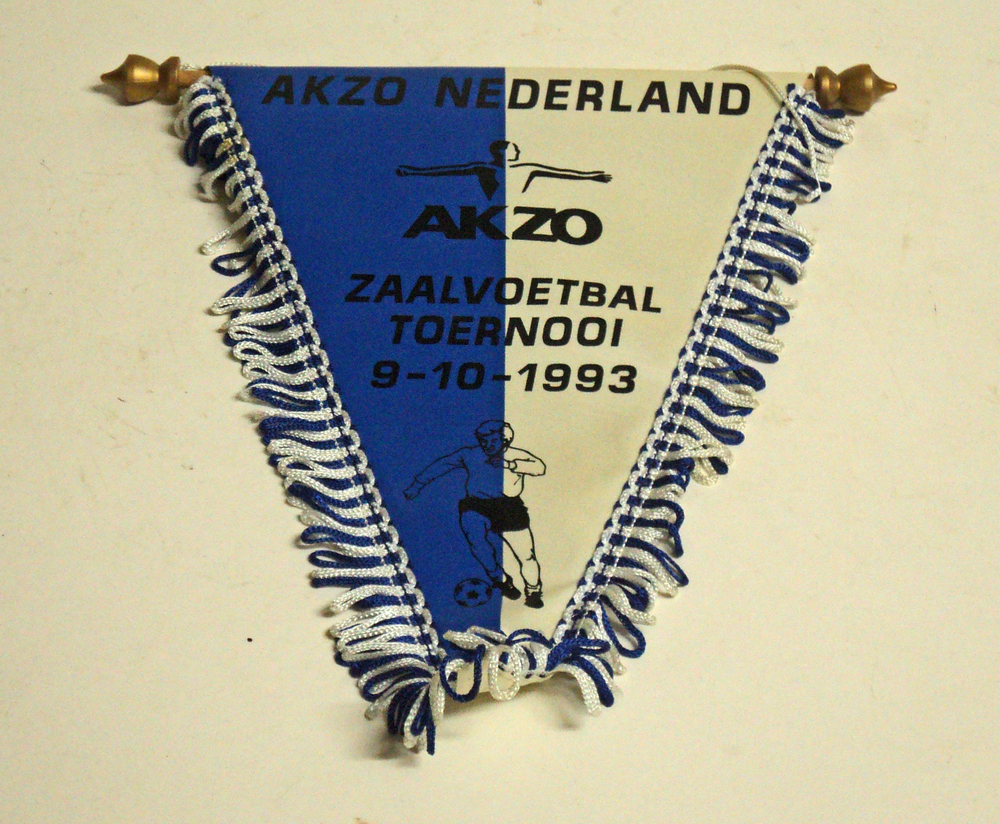 AKZO NEDERLAND
AKZO
ZAALVOETBAL
TOERNOOI
9-10-1993